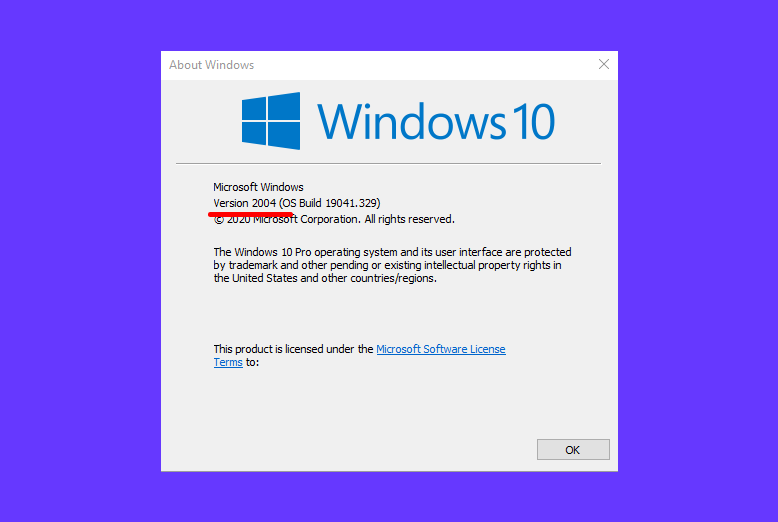 About Windows
Windows 10
Microsoft Windows
Version 2004 (OS Build 19041.329)
© 2020 Microsoft Corporation. All rights reserved.
The Windows 10 Pro operating system and its user interface are protected
by trademark and other pending or existing intellectual property rights in
the United States and other countries/regions.
This product is licensed under the Microsoft Software License
Terms to:
OK